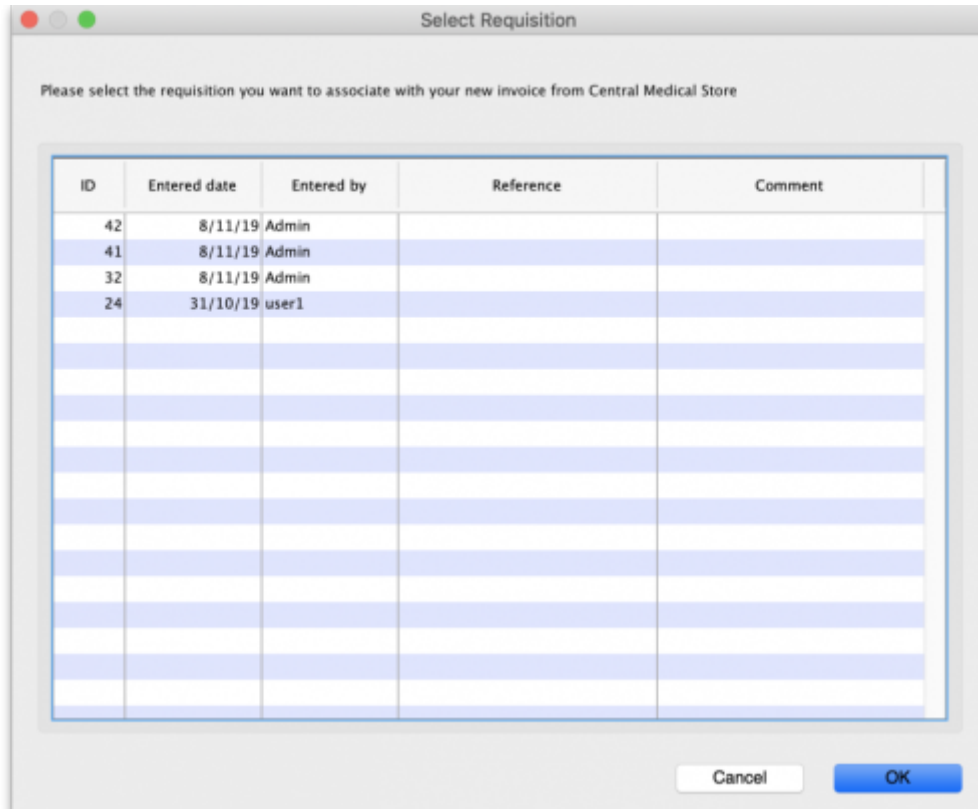 Select Requisition
Please select the requisition you want to associate with your new invoice from Central Medical Store
ID Entered date Entered by Reference Comment
42 8/11/19 Admin
41 8/11/19 Admin
32 8/11/19 Admin
24 31/10/19 user1
Cancel OK